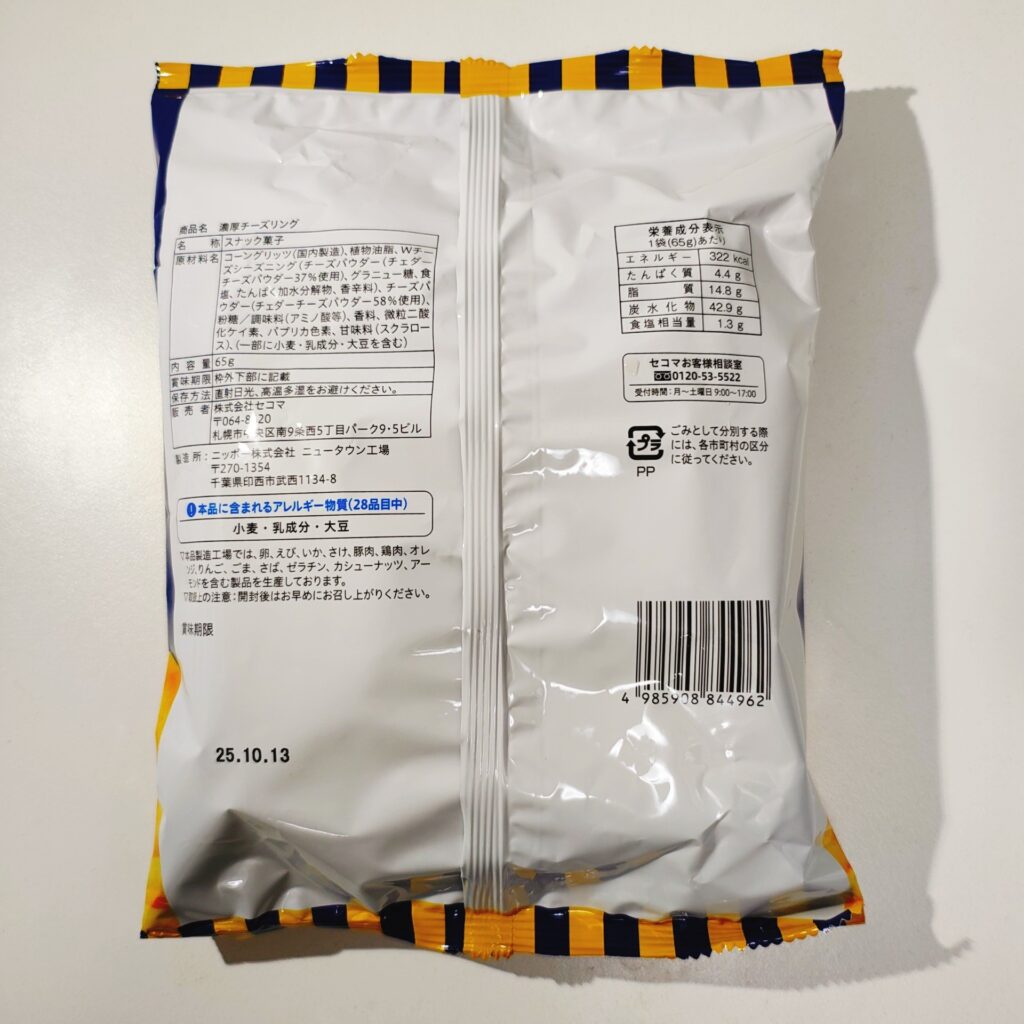 商品名 濃厚チーズリング
名称 スナック菓子
原材料名 コーングリッツ(国内製造)、植物油脂、Wチー
ズシーズニング(チーズパウダー(チェダー
チーズパウダー37%使用)、グラニュー糖、食
塩、たんぱく加水分解物、香辛料)、チーズパ
ウダー(チェダーチーズパウダー58%使用)、
粉糖/調味料(アミノ酸等)、香料、微粒二酸
化ケイ素、パプリカ色素、甘味料(スクラロー
ス)、(一部に小麦・乳成分・大豆を含む)
内容量 65g
賞味期限 枠外下部に記載
保存方法 直射日光、高温多湿をお避けください。
販売者 株式会社セコマ
〒064-8620
札幌市中央区南9条西5丁目パーク9・5ビル
製造所:ニッポー株式会社 ニュータウン工場
〒270-1354
千葉県印西市武西1134-8
!本品に含まれるアレルギー物質(28品目中)
小麦・乳成分・大豆
▽本品製造工場では、卵、えび、いか、さけ、豚肉、鶏肉、オレ
ンジ、りんご、ごま、さば、ゼラチン、カシューナッツ、アー
モンドを含む製品を生産しております。
▽取扱上の注意:開封後はお早めにお召し上がりください。
賞味期限
25.10.13
栄養成分表示
1袋(65g)あたり
エネルギー 322 kcal
たんぱく質 4.4 g
脂質 14.8 g
炭水化物 42.9 g
食塩相当量 1.3 g
セコマお客様相談室
0120-53-5522
受付時間:月〜土曜日 9:00〜17:00
プラ
PP
ごみとして分別する際
には、各市町村の区分
に従ってください。
4 985908 844962